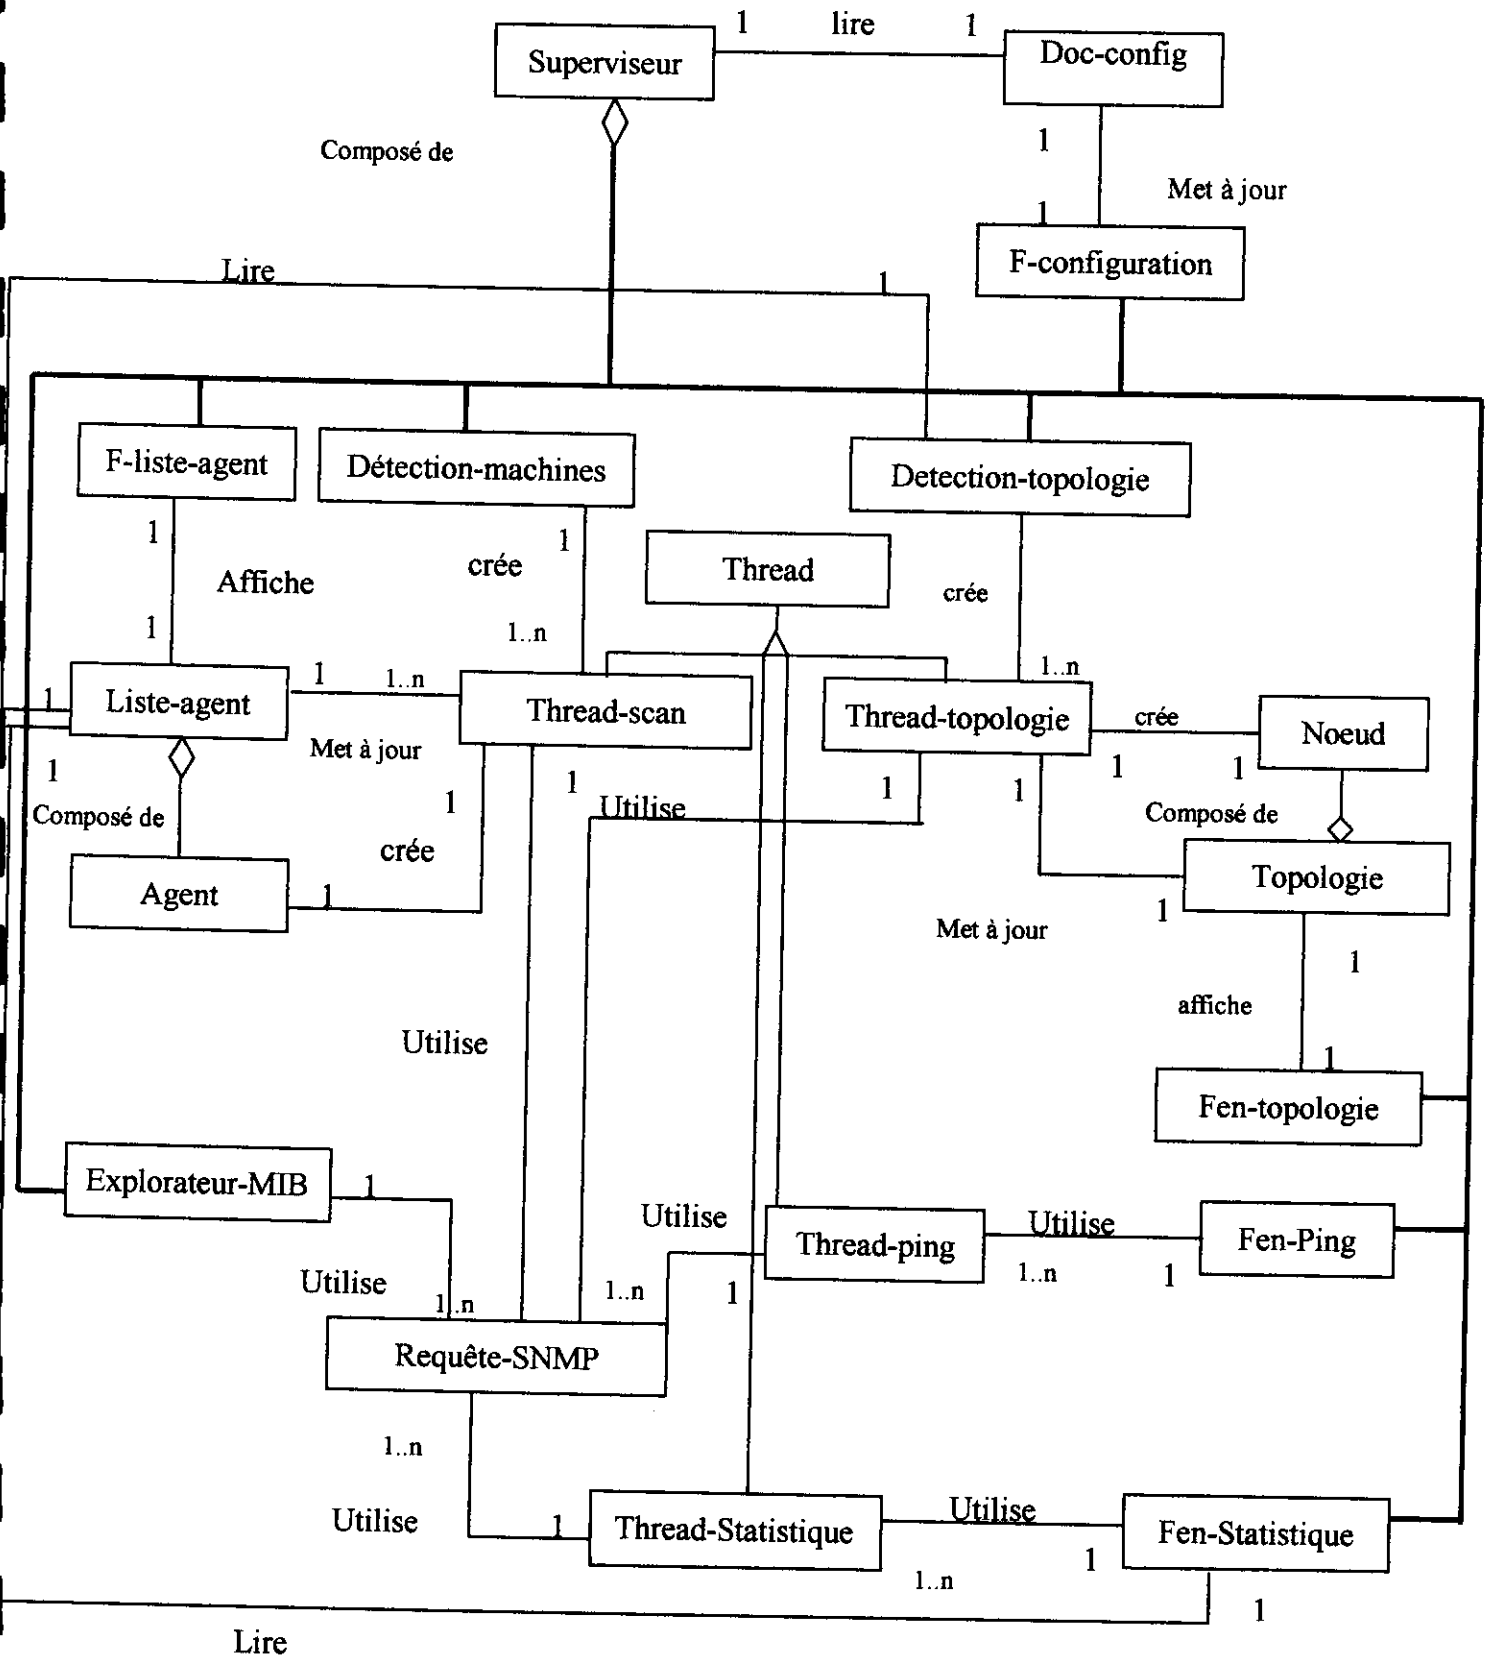 1 lire 1
Superviseur
Doc-config
Composé de
1
Met à jour
1
F-configuration
Lire
1
F-liste-agent
Détection-machines
Detection-topologie
1
1
Affiche
crée
Thread
crée
1
1..n
1..n
Liste-agent
1
1
1..n
Thread-scan
Thread-topologie
crée
Noeud
1
Met à jour
1
1
Utilise
1
1
1
1
Composé de
crée
Composé de
Agent
1
Topologie
Met à jour
1
1
affiche
Utilise
1
Fen-topologie
Explorateur-MIB
1
Utilise
Thread-ping
Utilise
Fen-Ping
1..n
1
Utilise
1..n
1..n
1
Requête-SNMP
1..n
Utilise
1
Thread-Statistique
Utilise
Fen-Statistique
1..n
1
1
Lire